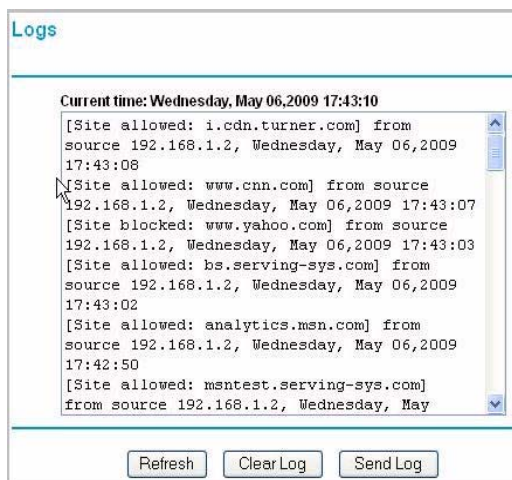 Logs
Current time: Wednesday, May 06,2009 17:43:10
[Site allowed: i.cdn.turner.com] from
source 192.168.1.2, Wednesday, May 06,2009
17:43:08
[Site allowed: www.cnn.com] from source
192.168.1.2, Wednesday, May 06,2009 17:43:07
[Site blocked: www.yahoo.com] from source
192.168.1.2, Wednesday, May 06,2009 17:43:03
[Site allowed: bs.serving-sys.com] from
source 192.168.1.2, Wednesday, May 06,2009
17:43:02
[Site allowed: analytics.msn.com] from
source 192.168.1.2, Wednesday, May 06,2009
17:42:50
[Site allowed: msntest.serving-sys.com]
from source 192.168.1.2, Wednesday, May
Refresh Clear Log Send Log